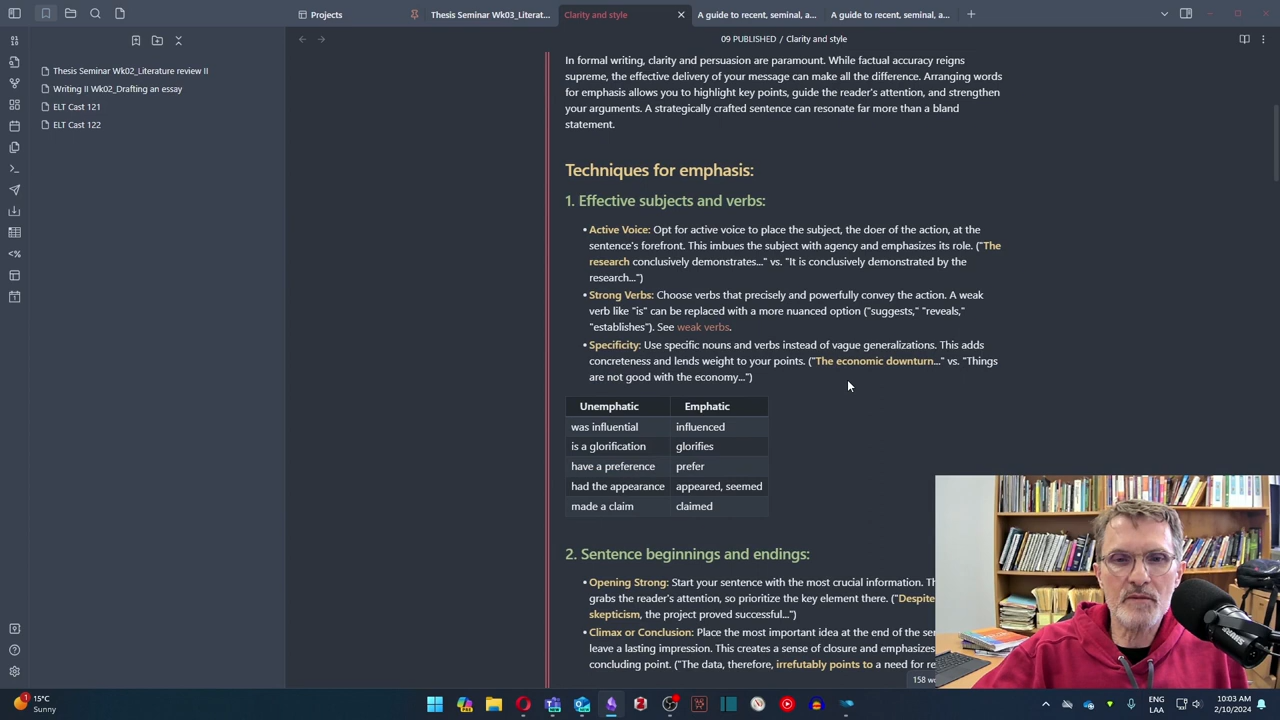 Projects
Thesis Seminar Wk03_Literat...
Clarity and style
A guide to recent, seminal, a...
A guide to recent, seminal, a...
09 PUBLISHED / Clarity and style
Thesis Seminar Wk02_Literature review II
Writing II Wk02_Drafting an essay
ELT Cast 121
ELT Cast 122
In formal writing, clarity and persuasion are paramount. While factual accuracy reigns
supreme, the effective delivery of your message can make all the difference. Arranging words
for emphasis allows you to highlight key points, guide the reader's attention, and strengthen
your arguments. A strategically crafted sentence can resonate far more than a bland
statement.
Techniques for emphasis:
1. Effective subjects and verbs:
• Active Voice: Opt for active voice to place the subject, the doer of the action, at the
sentence's forefront. This imbues the subject with agency and emphasizes its role. ("The
research conclusively demonstrates..." vs. "It is conclusively demonstrated by the
research...")
• Strong Verbs: Choose verbs that precisely and powerfully convey the action. A weak
verb like "is" can be replaced with a more nuanced option ("suggests," "reveals,"
"establishes"). See weak verbs.
• Specificity: Use specific nouns and verbs instead of vague generalizations. This adds
concreteness and lends weight to your points. ("The economic downturn..." vs. "Things
are not good with the economy...")
Unemphatic Emphatic
was influential influenced
is a glorification glorifies
have a preference prefer
had the appearance appeared, seemed
made a claim claimed
2. Sentence beginnings and endings:
• Opening Strong: Start your sentence with the most crucial information. Th
grabs the reader's attention, so prioritize the key element there. ("Despite
skepticism, the project proved successful...")
• Climax or Conclusion: Place the most important idea at the end of the sen
leave a lasting impression. This creates a sense of closure and emphasizes
concluding point. ("The data, therefore, irrefutably points to a need for re
158 wo
1
15°C
Sunny
ENG
LAA
10:03 AM
2/10/2024